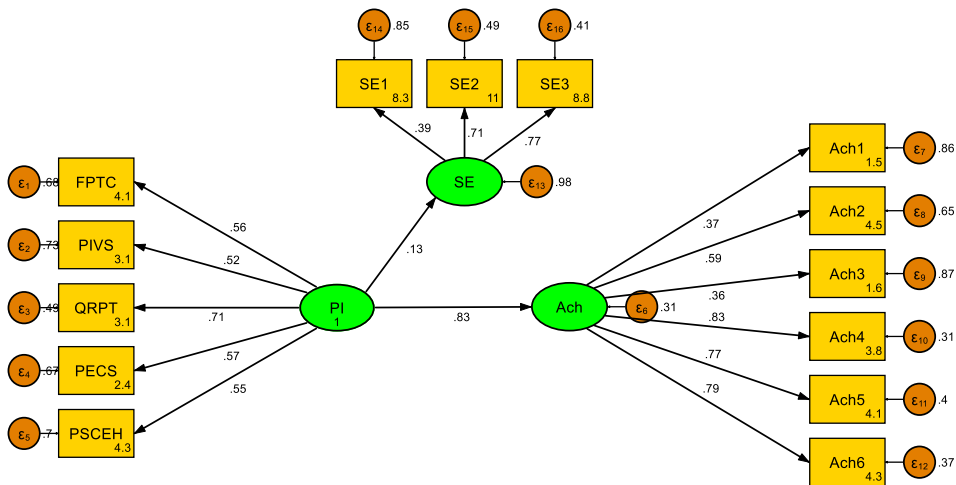 ε14 .85
ε15 .49
ε16 .41
SE1 8.3
SE2 11
SE3 8.8
.39
.71
.77
SE
ε13 .98
.13
ε1 .68
FPTC 4.1
.56
ε2 .73
PIVS 3.1
.52
ε3 .49
QRPT 3.1
.71
ε4 .67
PECS 2.4
.57
ε5 .7
PSCEH 4.3
.55
PI 1
.83
Ach
ε6 .31
.37
Ach1 1.5
ε7 .86
.59
Ach2 4.5
ε8 .65
.36
Ach3 1.6
ε9 .87
.83
Ach4 3.8
ε10 .31
.77
Ach5 4.1
ε11 .4
.79
Ach6 4.3
ε12 .37